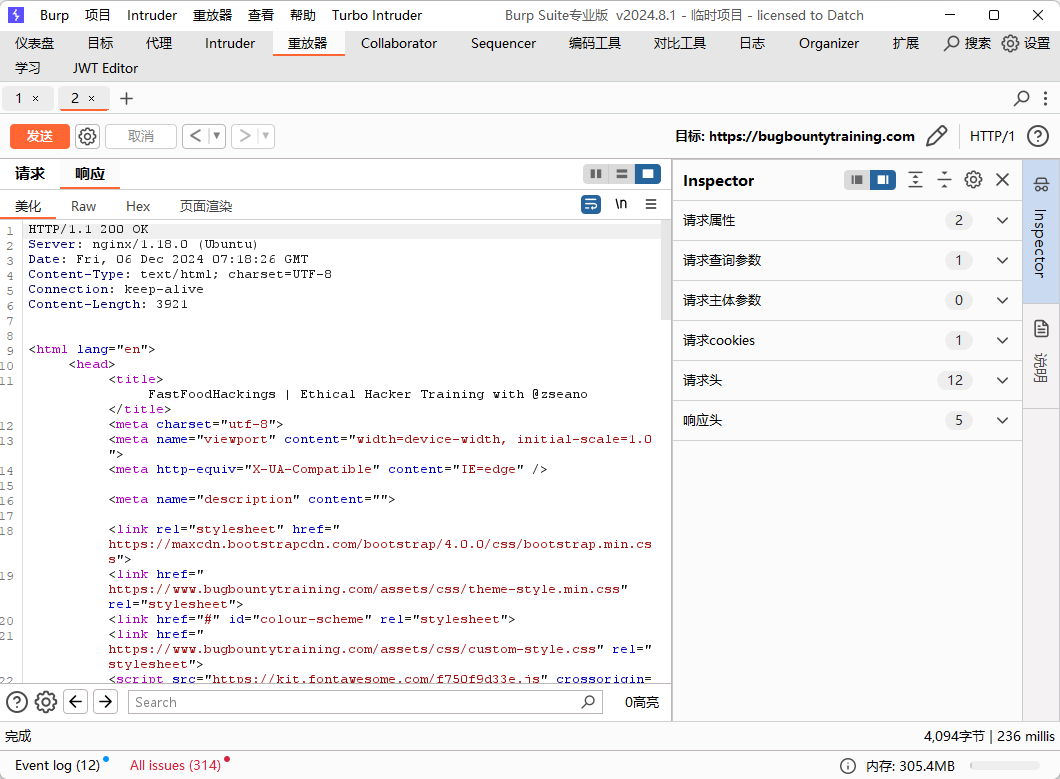 Burp 项目 Intruder 重放器 查看 帮助 Turbo Intruder Burp Suite专业版 v2024.8.1 - 临时项目 - licensed to Datch
仪表盘 目标 代理 Intruder 重放器 Collaborator Sequencer 编码工具 对比工具 日志 Organizer 扩展 搜索 设置
学习 JWT Editor
1 × 2 × +
发送 取消 < > 目标: https://bugbountytraining.com HTTP/1
请求 响应
美化 Raw Hex 页面渲染 \n
1 HTTP/1.1 200 OK
2 Server: nginx/1.18.0 (Ubuntu)
3 Date: Fri, 06 Dec 2024 07:18:26 GMT
4 Content-Type: text/html; charset=UTF-8
5 Connection: keep-alive
6 Content-Length: 3921
7
8
9 <html lang="en">
10 <head>
11 <title>
FastFoodHackings | Ethical Hacker Training with @zseano
</title>
12 <meta charset="utf-8">
13 <meta name="viewport" content="width=device-width, initial-scale=1.0
">
14 <meta http-equiv="X-UA-Compatible" content="IE=edge" />
15
16 <meta name="description" content="">
17
18 <link rel="stylesheet" href="
https://maxcdn.bootstrapcdn.com/bootstrap/4.0.0/css/bootstrap.min.cs
s">
19 <link href="
https://www.bugbountytraining.com/assets/css/theme-style.min.css"
rel="stylesheet">
20 <link href="#" id="colour-scheme" rel="stylesheet">
21 <link href="
https://www.bugbountytraining.com/assets/css/custom-style.css" rel="
stylesheet">
22 <script src="https://kit.fontawesome.com/f750f9d33e.js" crossorigin=
Search 0高亮
Inspector
请求属性 2
请求查询参数 1
请求主体参数 0
请求cookies 1
请求头 12
响应头 5
Inspector
说明
完成 4,094字节 | 236 millis
Event log (12) All issues (314) 内存: 305.4MB